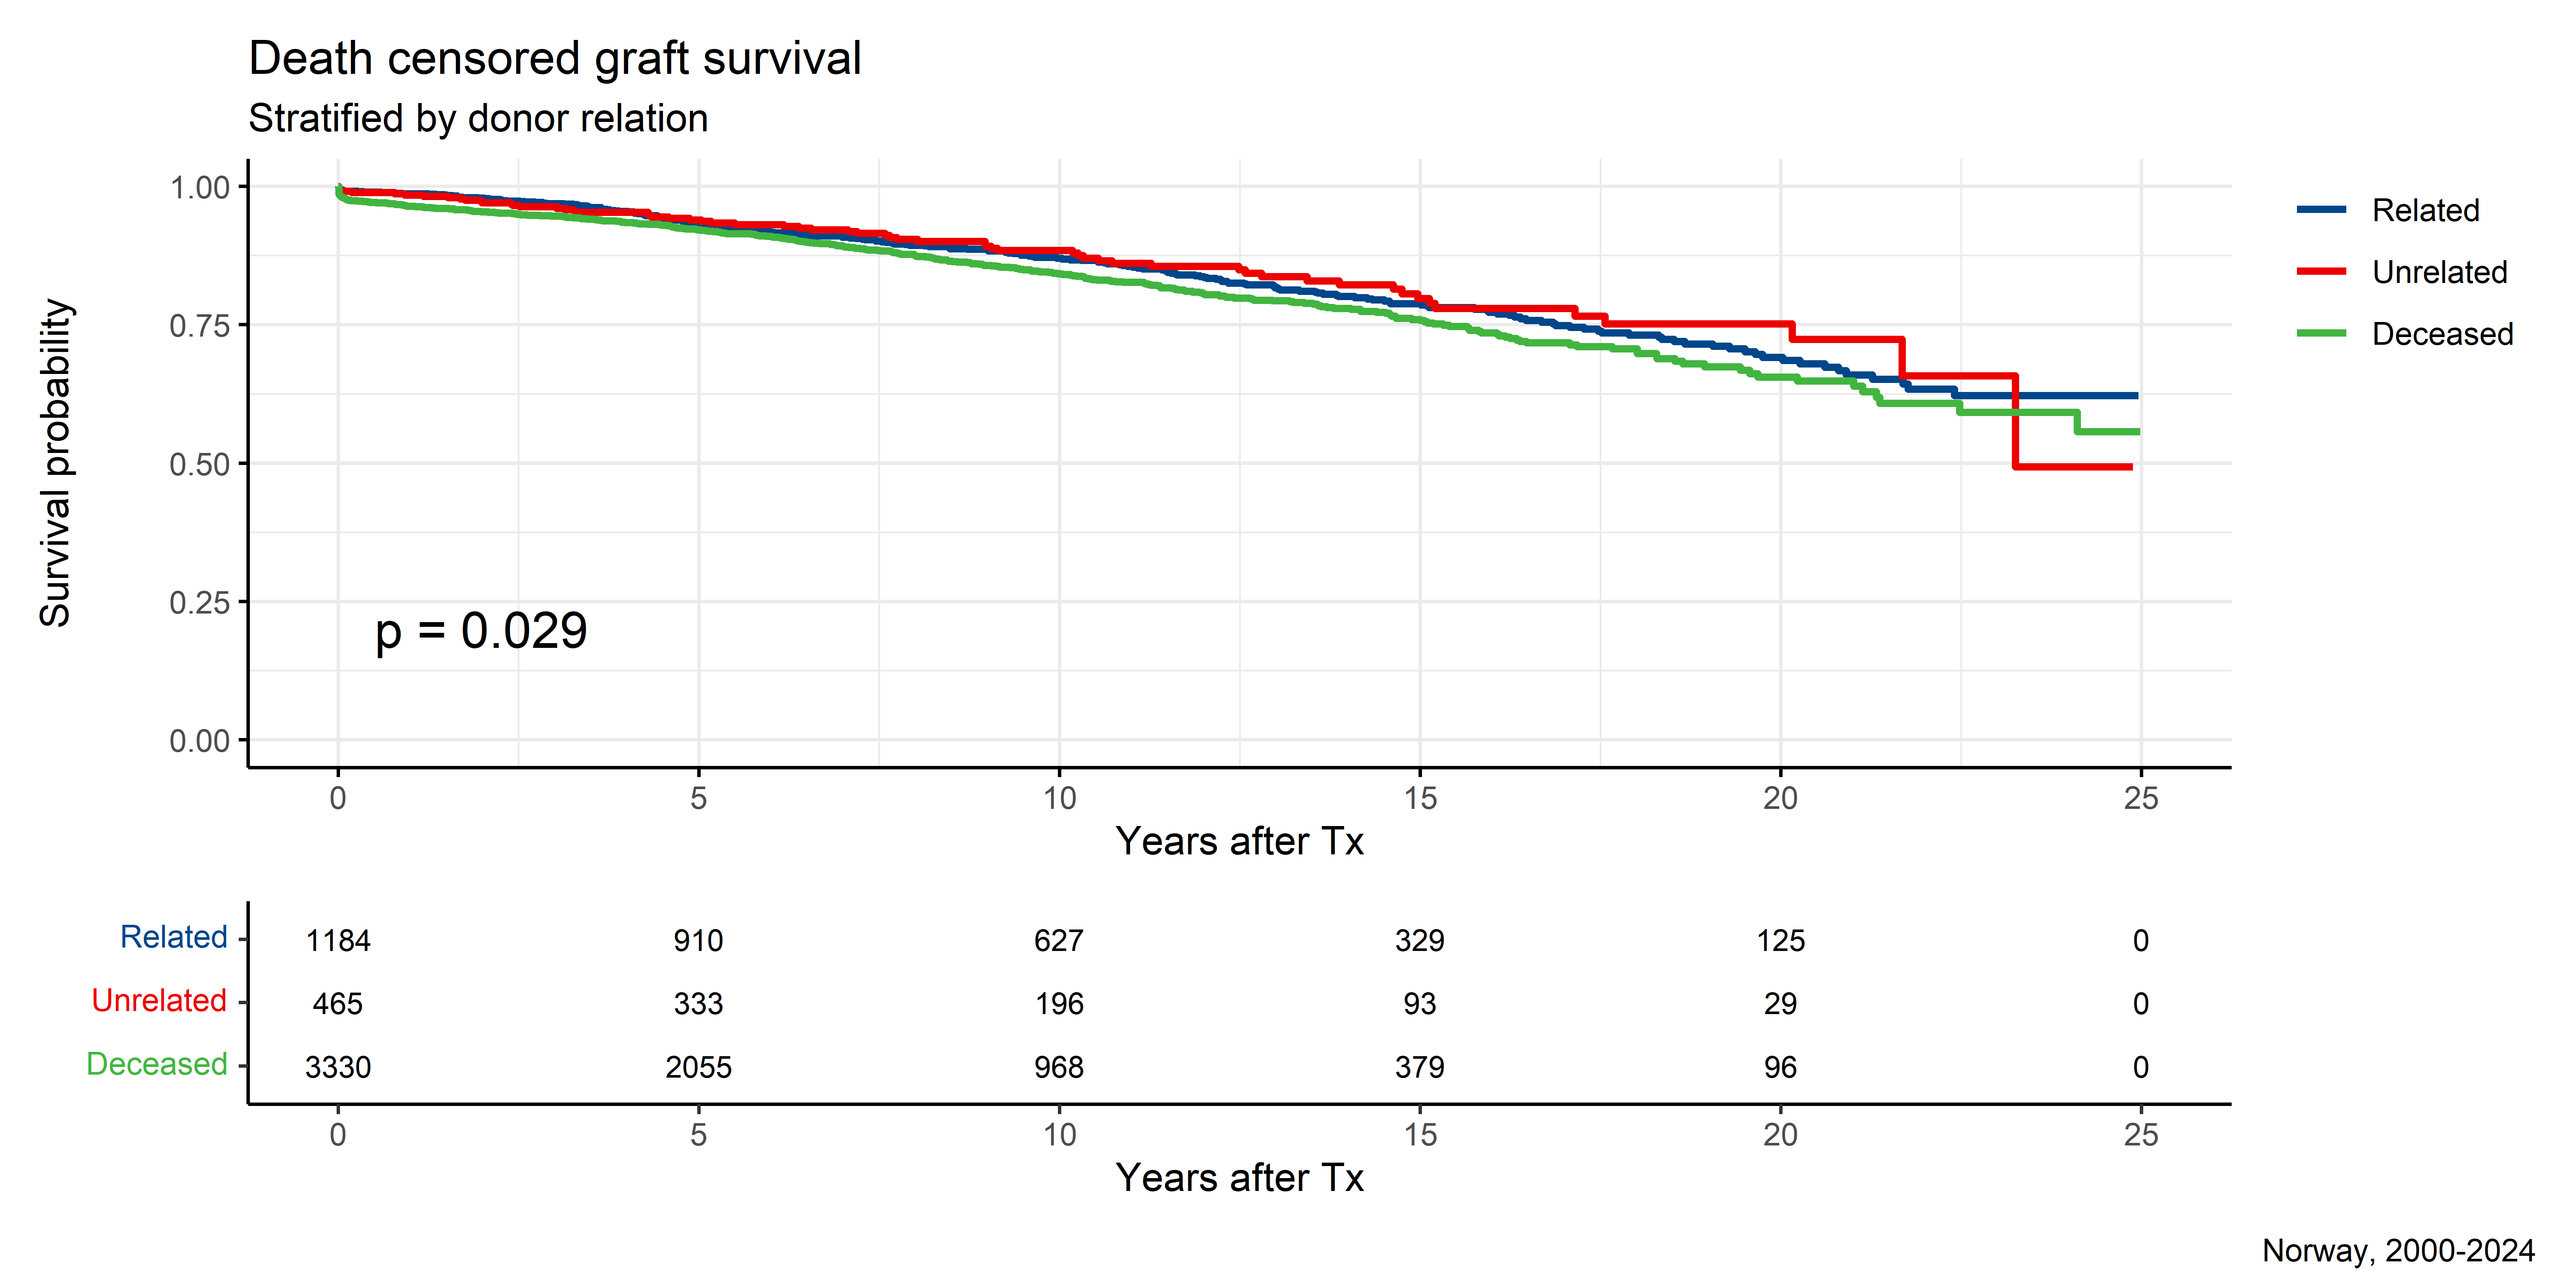 Death censored graft survival
Stratified by donor relation
Survival probability
1.00
0.75
0.50
0.25
0.00
p = 0.029
0 5 10 15 20 25
Years after Tx
Related
Unrelated
Deceased
Related 1184 910 627 329 125 0
Unrelated 465 333 196 93 29 0
Deceased 3330 2055 968 379 96 0
0 5 10 15 20 25
Years after Tx
Norway, 2000-2024